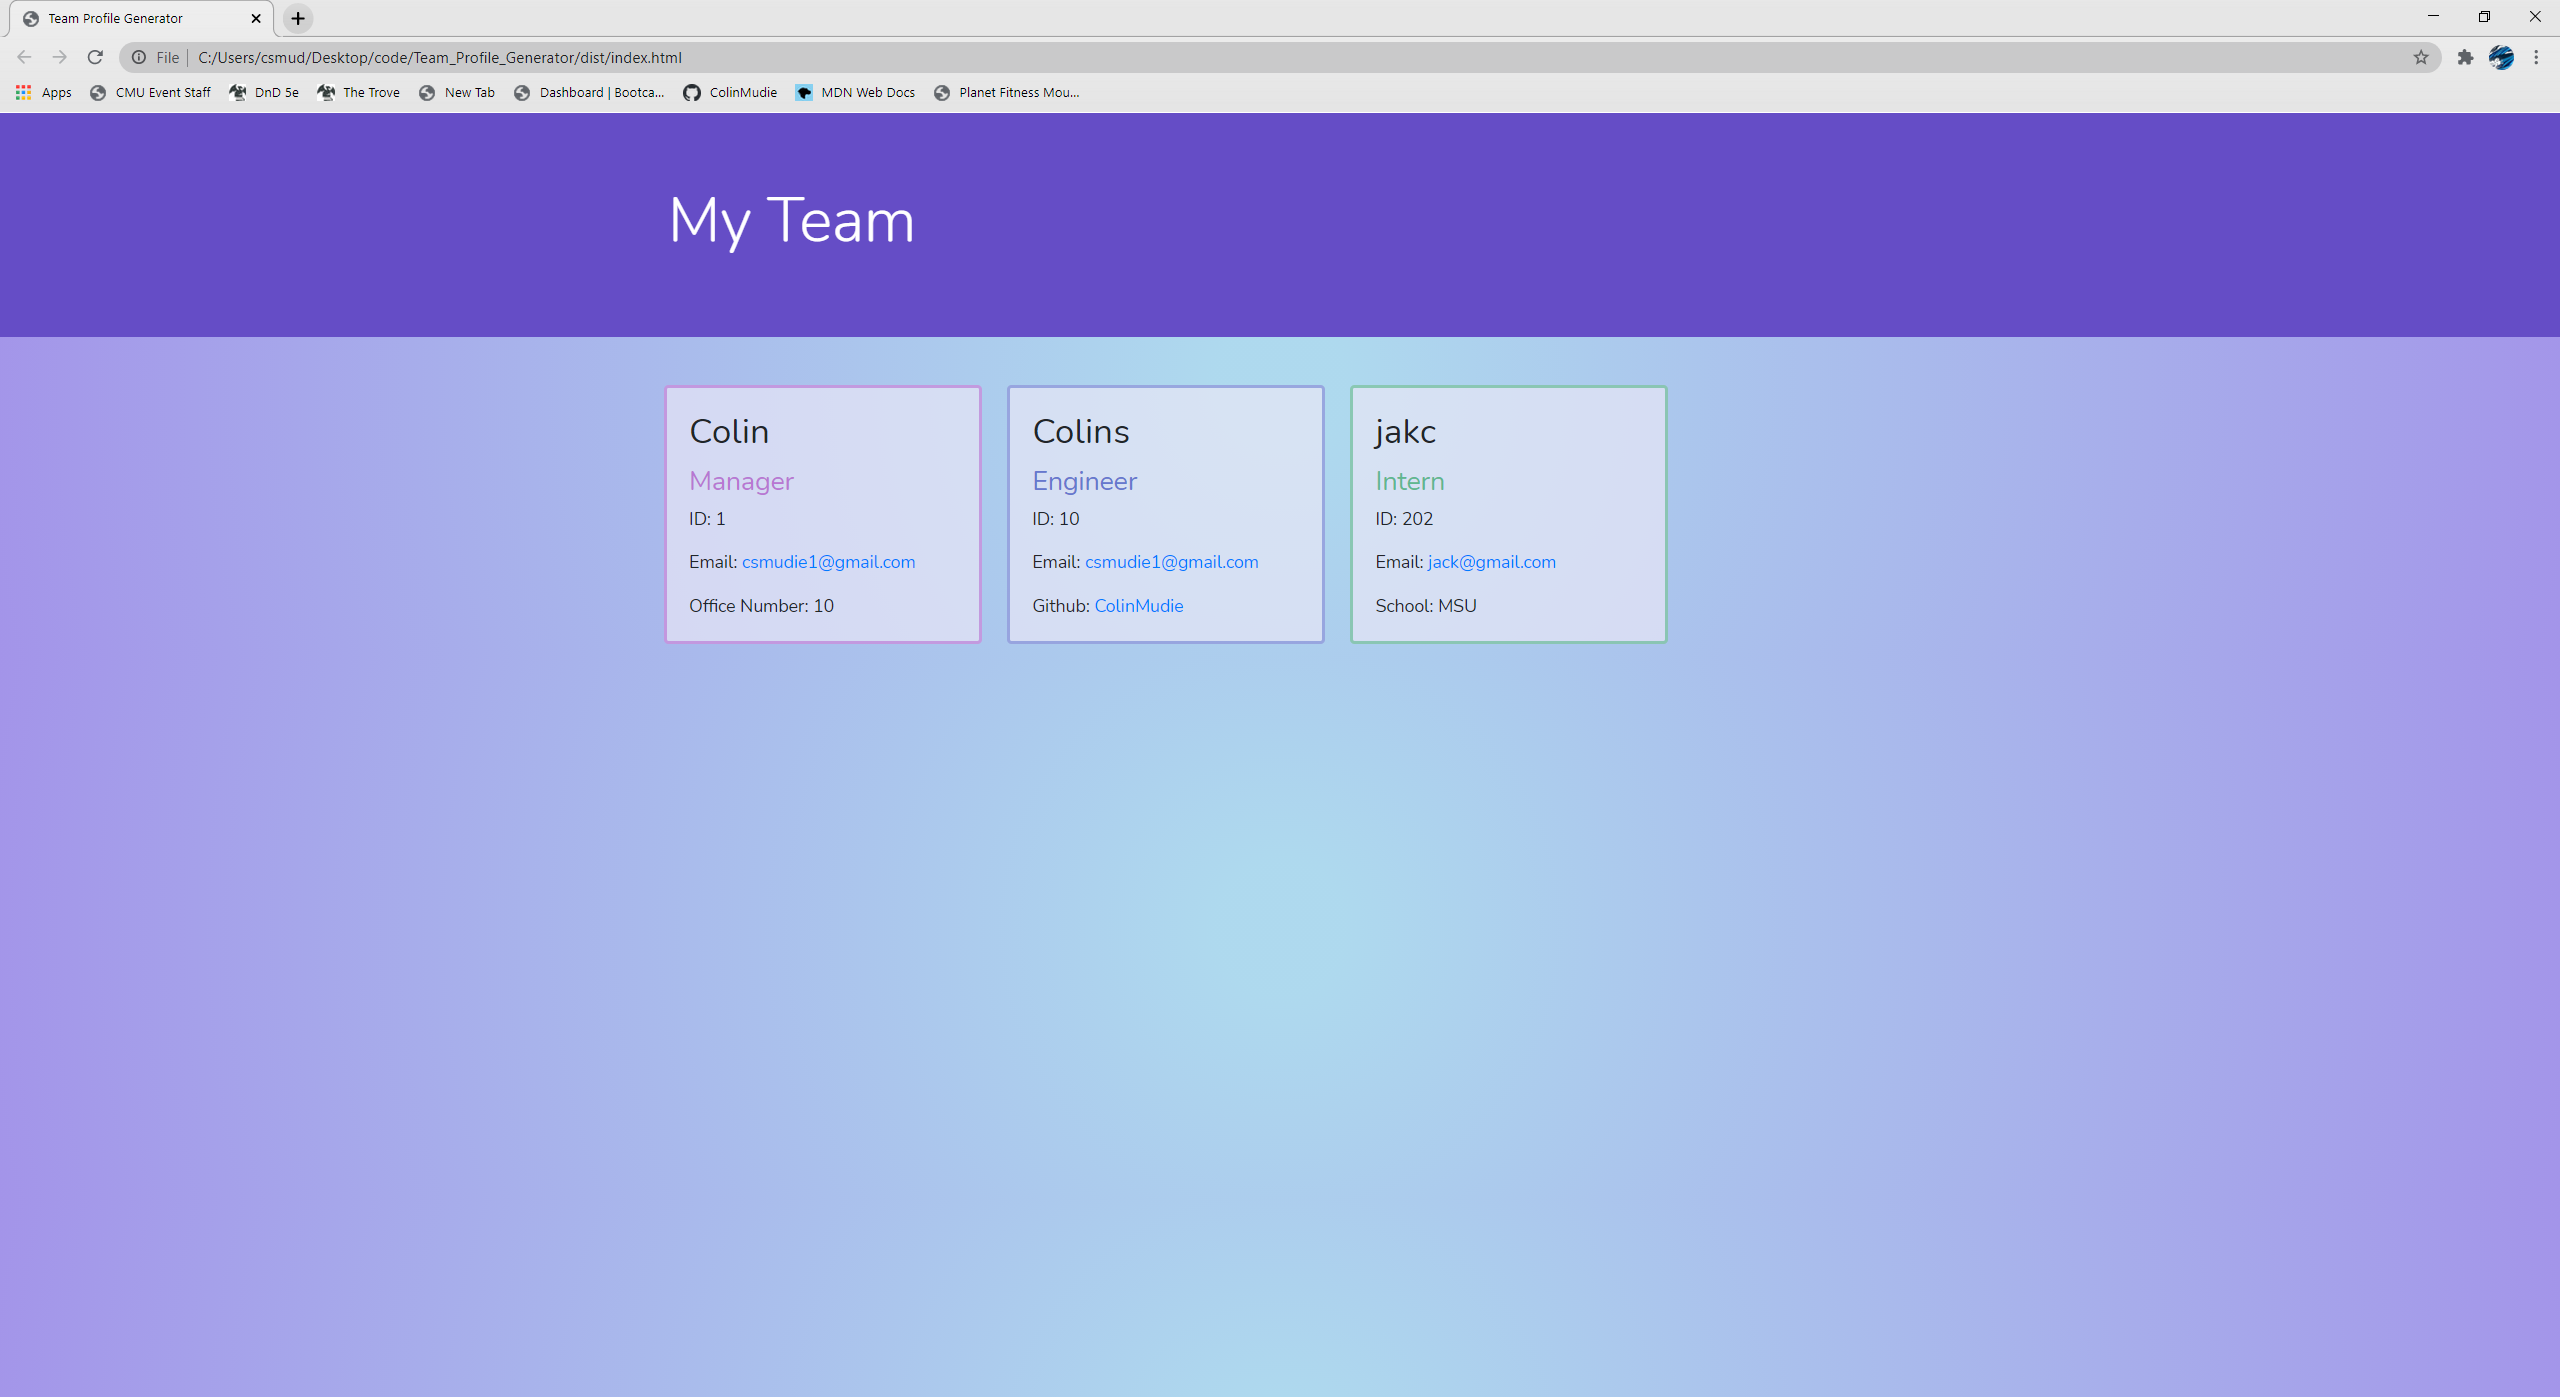 Team Profile Generator
File C:/Users/csmud/Desktop/code/Team_Profile_Generator/dist/index.html
Apps CMU Event Staff DnD 5e The Trove New Tab Dashboard | Bootca... ColinMudie MDN Web Docs Planet Fitness Mou...
My Team
Colin
Manager
ID: 1
Email: csmudie1@gmail.com
Office Number: 10
Colins
Engineer
ID: 10
Email: csmudie1@gmail.com
Github: ColinMudie
jakc
Intern
ID: 202
Email: jack@gmail.com
School: MSU